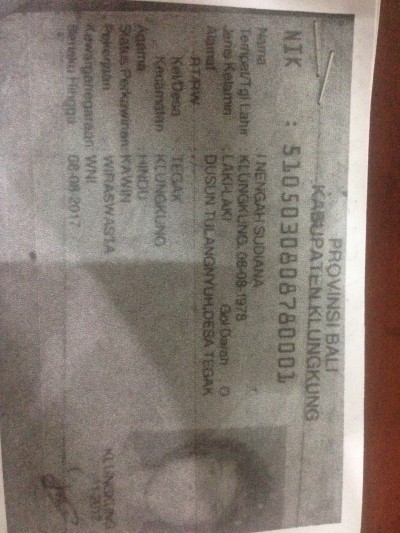 PROVINSI BALI
KABUPATEN KLUNGKUNG
NIK : 5105030808780001
Nama : I NENGAH SUDIANA
Tempat/Tgl Lahir : KLUNGKUNG, 08-08-1978
Jenis Kelamin : LAKI-LAKI Gol Darah O
Alamat : DUSUN TULANGNYUH,DESA TEGAK
RT/RW
Kel/Desa : TEGAK
Kecamatan : KLUNGKUNG
Agama : HINDU
Status Perkawinan: KAWIN
Pekerjaan : WIRASWASTA
Kewarganegaraan: WNI
Berlaku Hingga : 08-08-2017
KLUNGKUNG